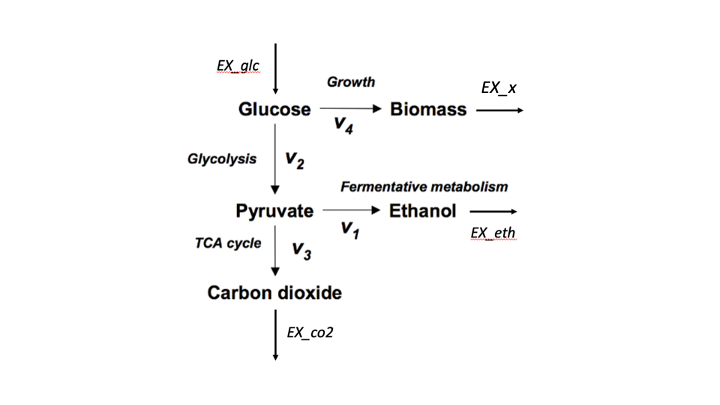 EX_glc
Growth
EX_x
Glucose
Biomass
V4
Glycolysis
V2
Fermentative metabolism
Pyruvate
Ethanol
V1
EX_eth
TCA cycle
V3
Carbon dioxide
EX_co2